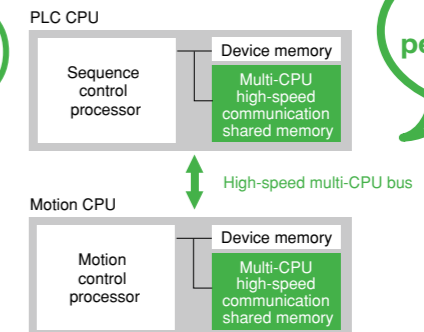 PLC CPU
Sequence
control
processor
Device memory
Multi-CPU
high-speed
communication
shared memory
High-speed multi-CPU bus
Motion CPU
Motion
control
processor
Device memory
Multi-CPU
high-speed
communication
shared memory